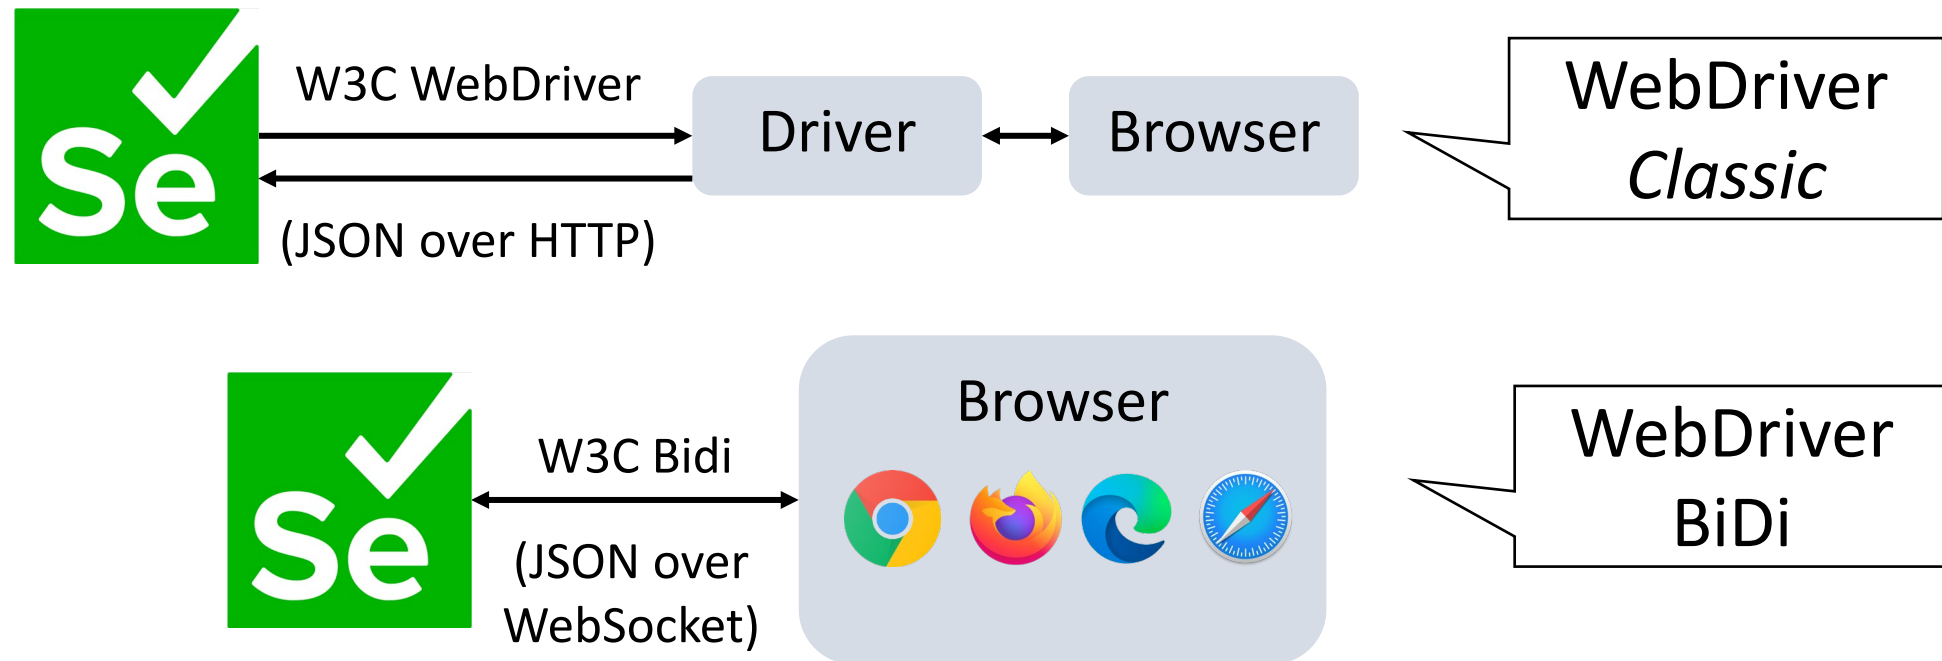 Se
W3C WebDriver
(JSON over HTTP)
Driver
Browser
WebDriver
Classic
Se
W3C Bidi
(JSON over
WebSocket)
Browser
WebDriver
BiDi